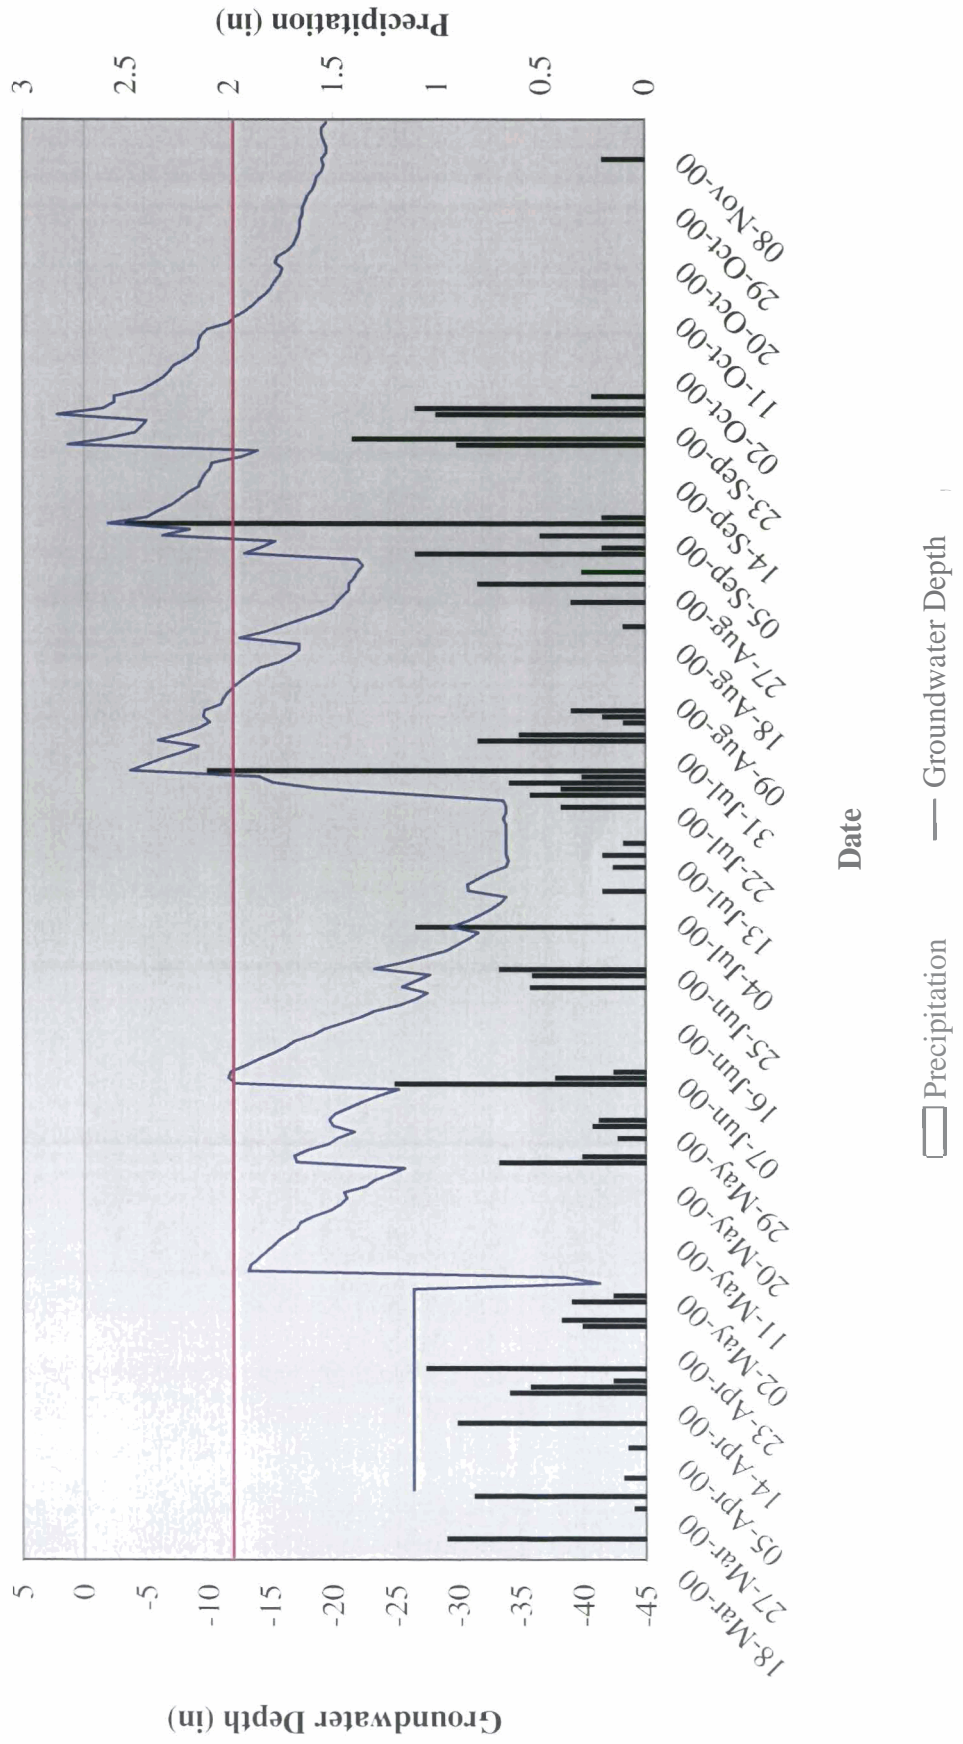 Groundwater Depth (in)
5
0
-5
-10
-15
-20
-25
-30
-35
-40
-45
18-Mar-00
27-Mar-00
05-Apr-00
14-Apr-00
23-Apr-00
02-May-00
11-May-00
20-May-00
29-May-00
07-Jun-00
16-Jun-00
25-Jun-00
04-Jul-00
13-Jul-00
22-Jul-00
31-Jul-00
09-Aug-00
18-Aug-00
27-Aug-00
05-Sep-00
14-Sep-00
23-Sep-00
02-Oct-00
11-Oct-00
20-Oct-00
29-Oct-00
08-Nov-00
3
2.5
2
1.5
1
0.5
0
Precipitation (in)
Date
Precipitation
Groundwater Depth